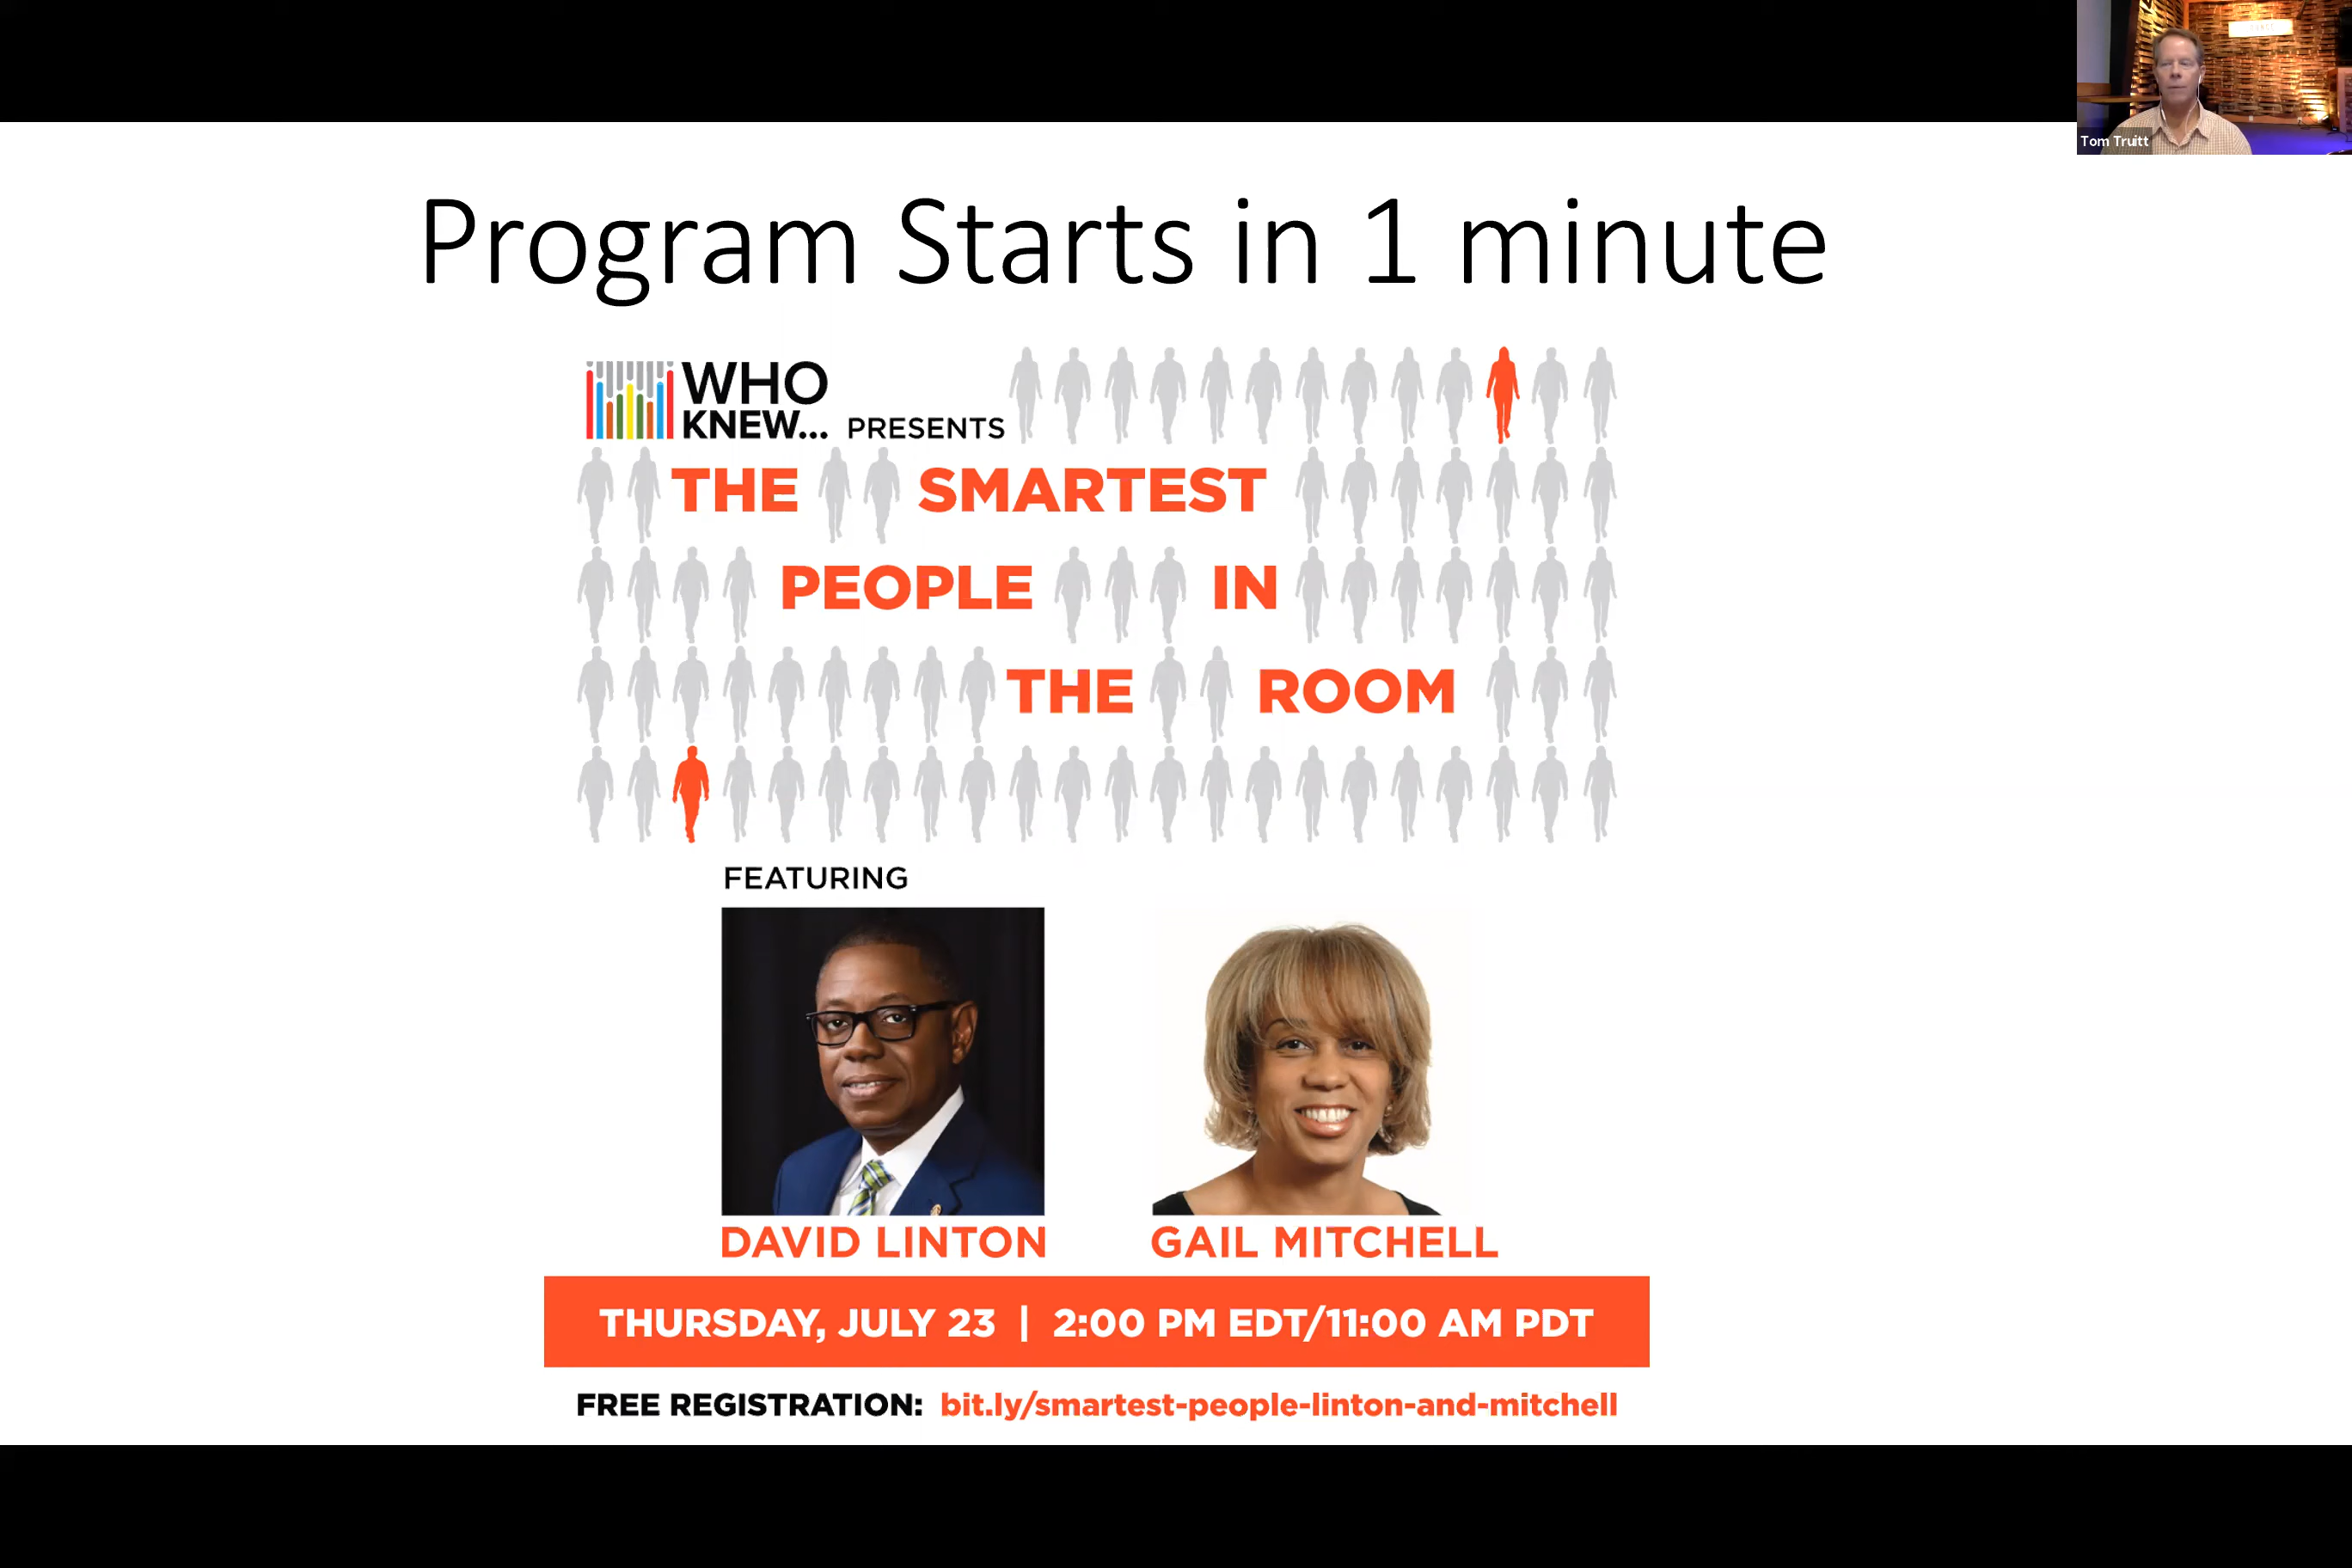 Tom Truitt
Program Starts in 1 minute
WHO
KNEW... PRESENTS
THE SMARTEST
PEOPLE IN
THE ROOM
FEATURING
DAVID LINTON GAIL MITCHELL
THURSDAY, JULY 23 | 2:00 PM EDT/11:00 AM PDT
FREE REGISTRATION: bit.ly/smartest-people-linton-and-mitchell